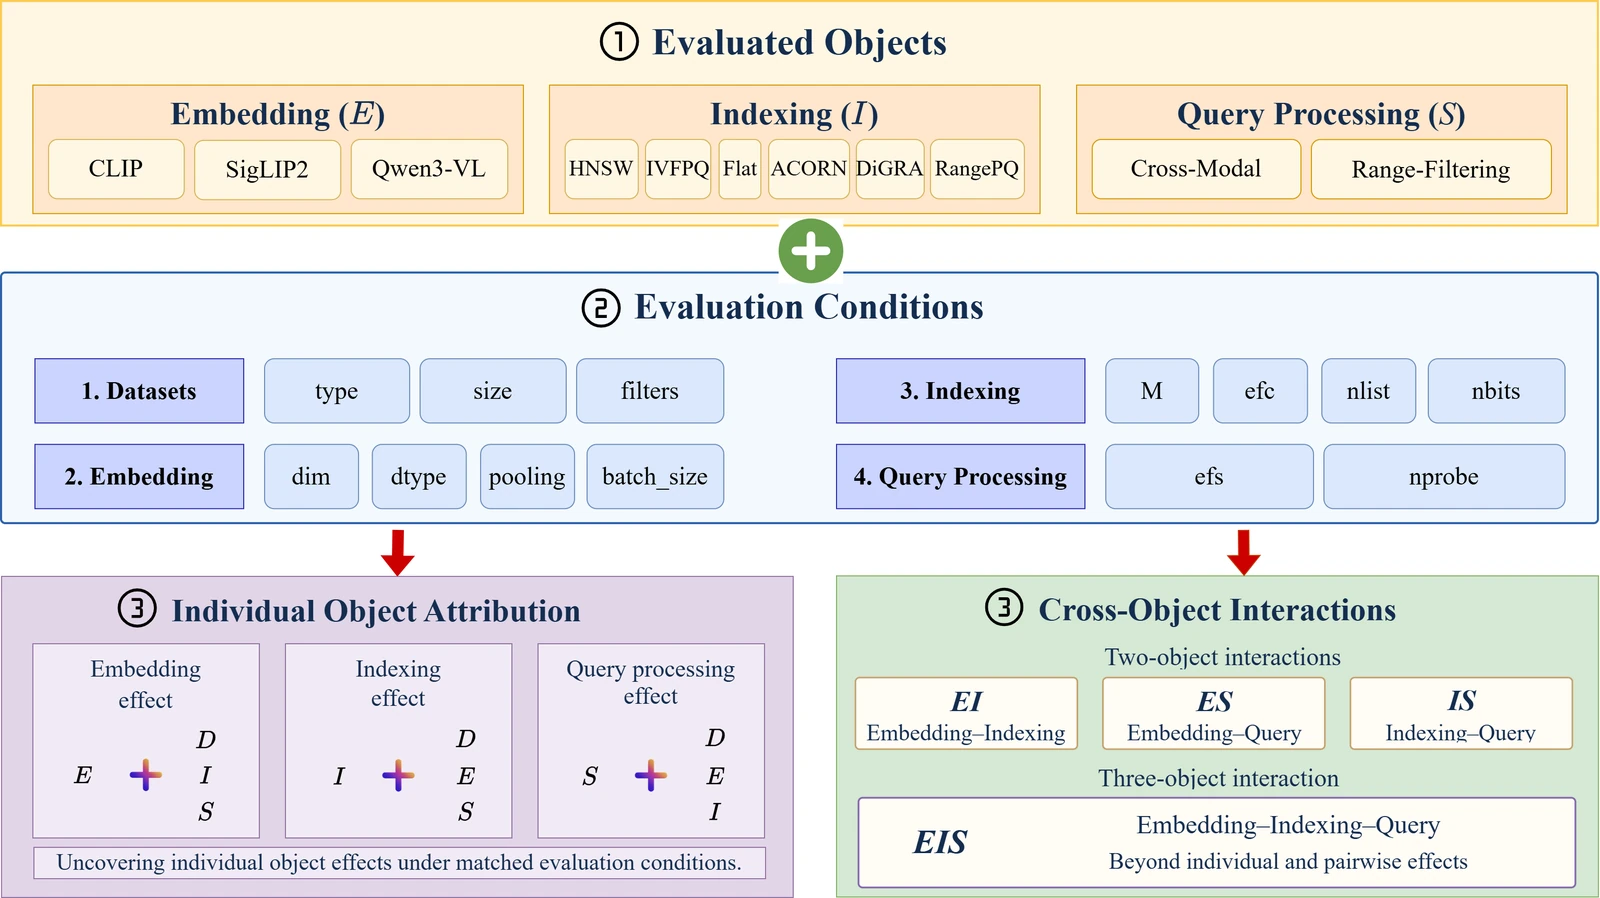 ① Evaluated Objects
Embedding (E)
CLIP
SigLIP2
Qwen3-VL
Indexing (I)
HNSW
IVFPQ
Flat
ACORN
DiGRA
RangePQ
Query Processing (S)
Cross-Modal
Range-Filtering
② Evaluation Conditions
1. Datasets
type
size
filters
2. Embedding
dim
dtype
pooling
batch_size
3. Indexing
M
efc
nlist
nbits
4. Query Processing
efs
nprobe
③ Individual Object Attribution
Embedding
effect
E
D
I
S
Indexing
effect
I
D
E
S
Query processing
effect
S
D
E
I
Uncovering individual object effects under matched evaluation conditions.
③ Cross-Object Interactions
Two-object interactions
EI
Embedding–Indexing
ES
Embedding–Query
IS
Indexing–Query
Three-object interaction
EIS
Embedding–Indexing–Query
Beyond individual and pairwise effects